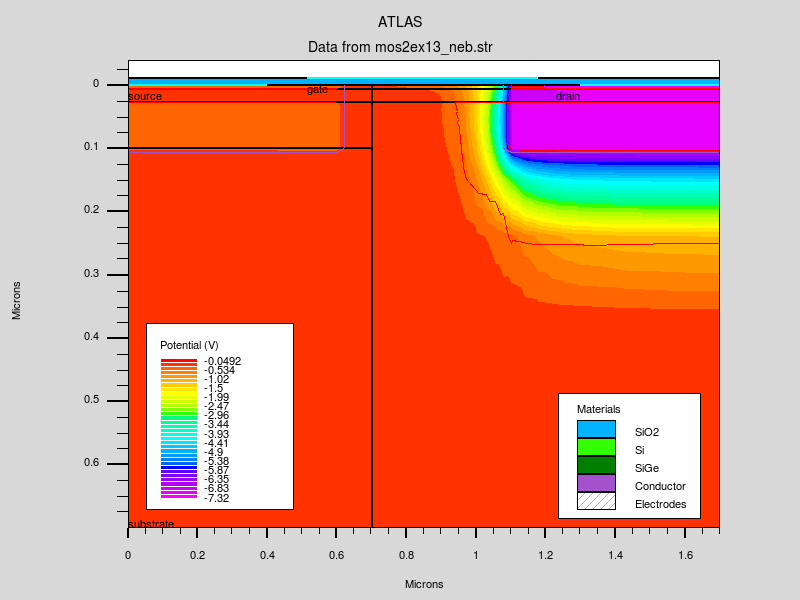 ATLAS
Data from mos2ex13_neb.str
0
source
gate
drain
0.1
0.2
0.3
0.4
0.5
0.6
Microns
Potential (V)
-0.0492
-0.534
-1.02
-1.5
-1.99
-2.47
-2.96
-3.44
-3.93
-4.41
-4.9
-5.38
-5.87
-6.35
-6.83
-7.32
Materials
SiO2
Si
SiGe
Conductor
Electrodes
substrate
0 0.2 0.4 0.6 0.8 1 1.2 1.4 1.6
Microns